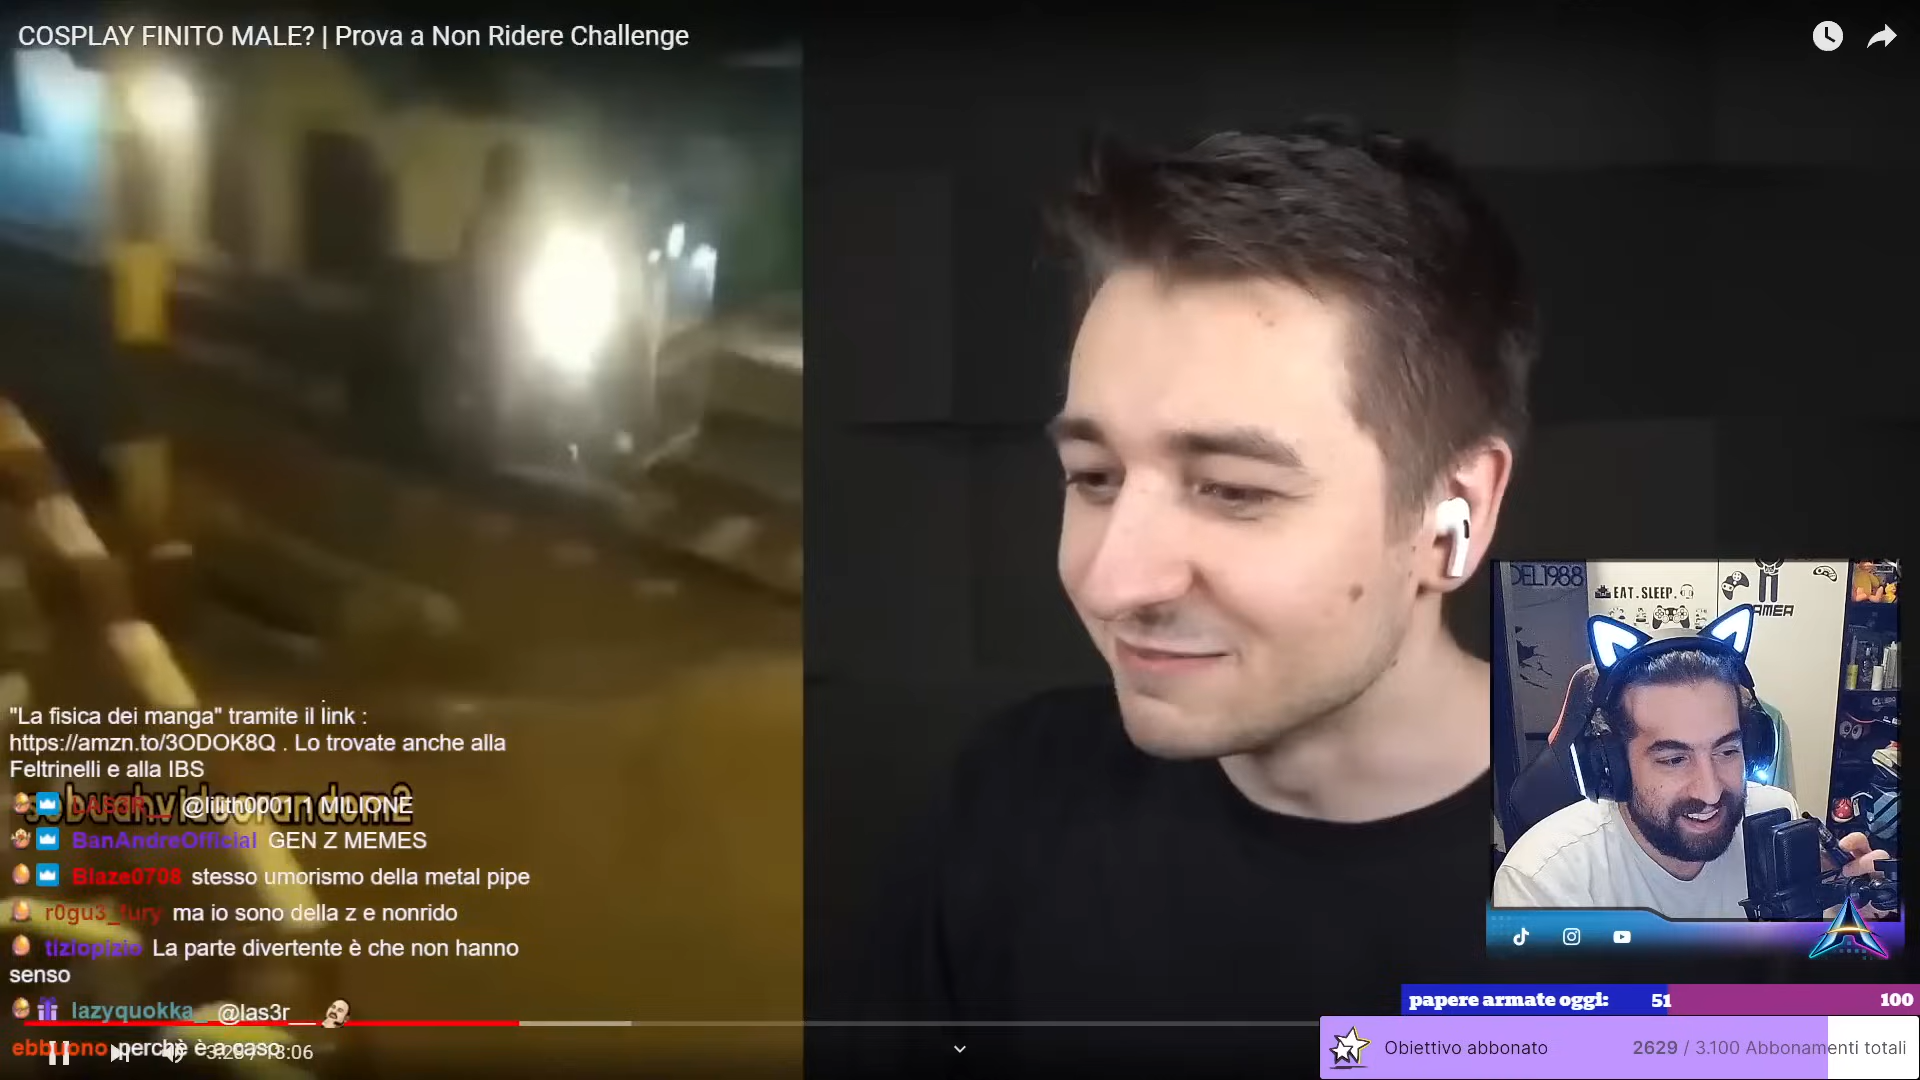 COSPLAY FINITO MALE? | Prova a Non Ridere Challenge
DEL1988
EAT.SLEEP.
GAMER
"La fisica dei manga" tramite il link :
https://amzn.to/3ODOK8Q . Lo trovate anche alla
Feltrinelli e alla IBS
@lilith0001 1 MILIONE
BanAndreOfficial GEN Z MEMES
Blaze0708 stesso umorismo della metal pipe
r0gu3_fury ma io sono della z e nonrido
tiziopizio La parte divertente è che non hanno
senso
lazyquokka_ @las3r__
ebbuono perchè è a caso
papere armate oggi: 51 100
Obiettivo abbonato 2629 / 3.100 Abbonamenti totali